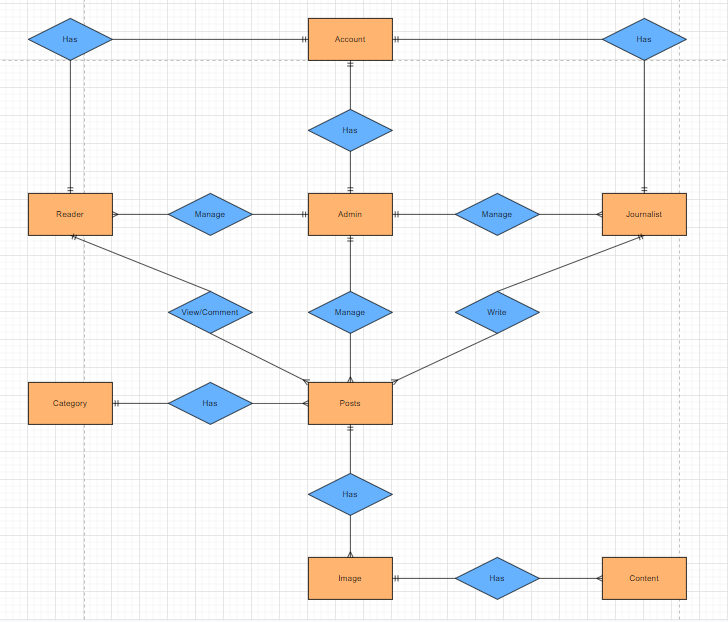 Has
Account
Has
Has
Reader
Manage
Admin
Manage
Journalist
View/Comment
Manage
Write
Category
Has
Posts
Has
Image
Has
Content